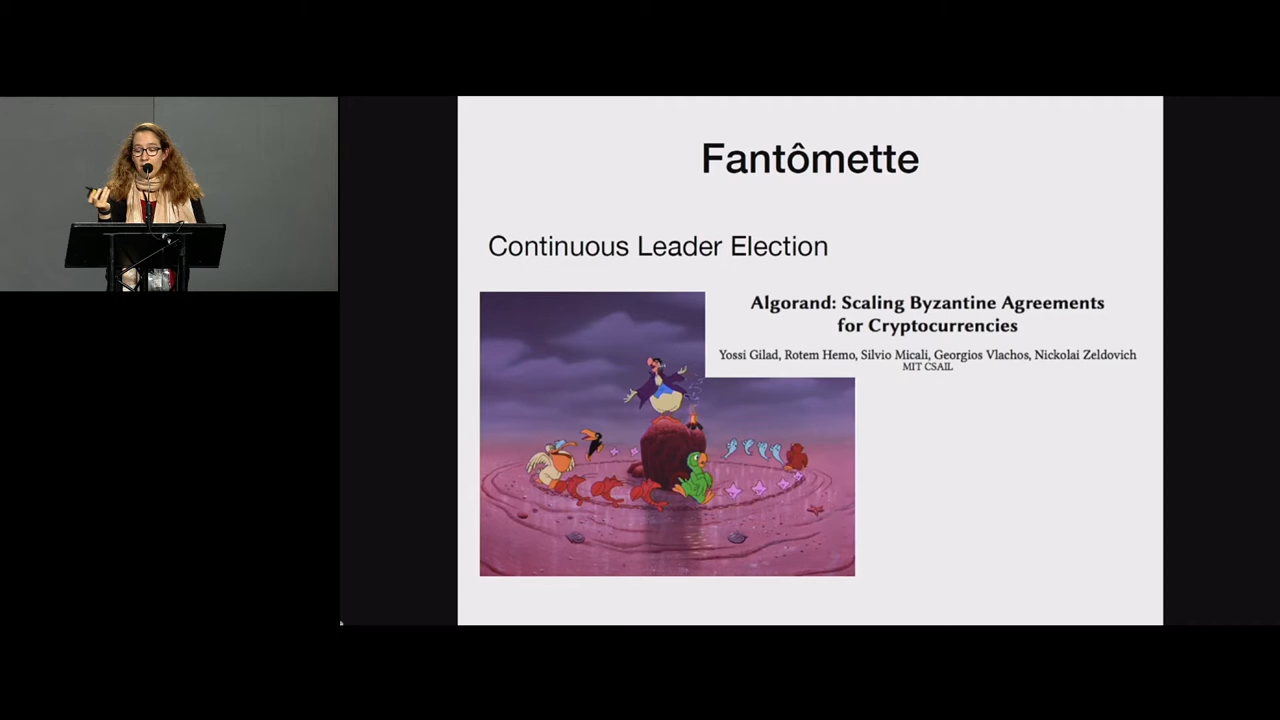 Fantômette
Continuous Leader Election
Algorand: Scaling Byzantine Agreements
for Cryptocurrencies
Yossi Gilad, Rotem Hemo, Silvio Micali, Georgios Vlachos, Nickolai Zeldovich
MIT CSAIL